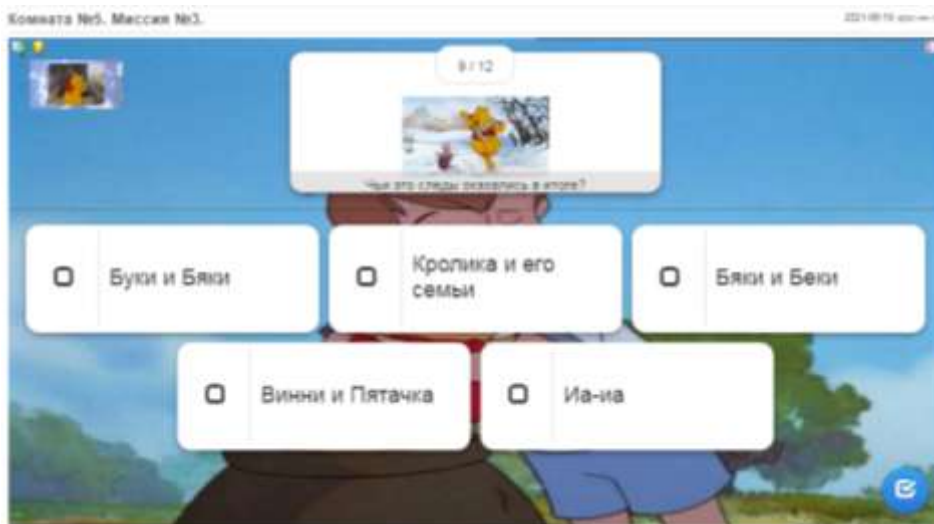 Комната №5. Миссия №3.
9 / 12
Чьи это следы оказались в итоге?
Буки и Бяки
Кролика и его
семьи
Бяки и Беки
Винни и Пятачка
Иа-иа